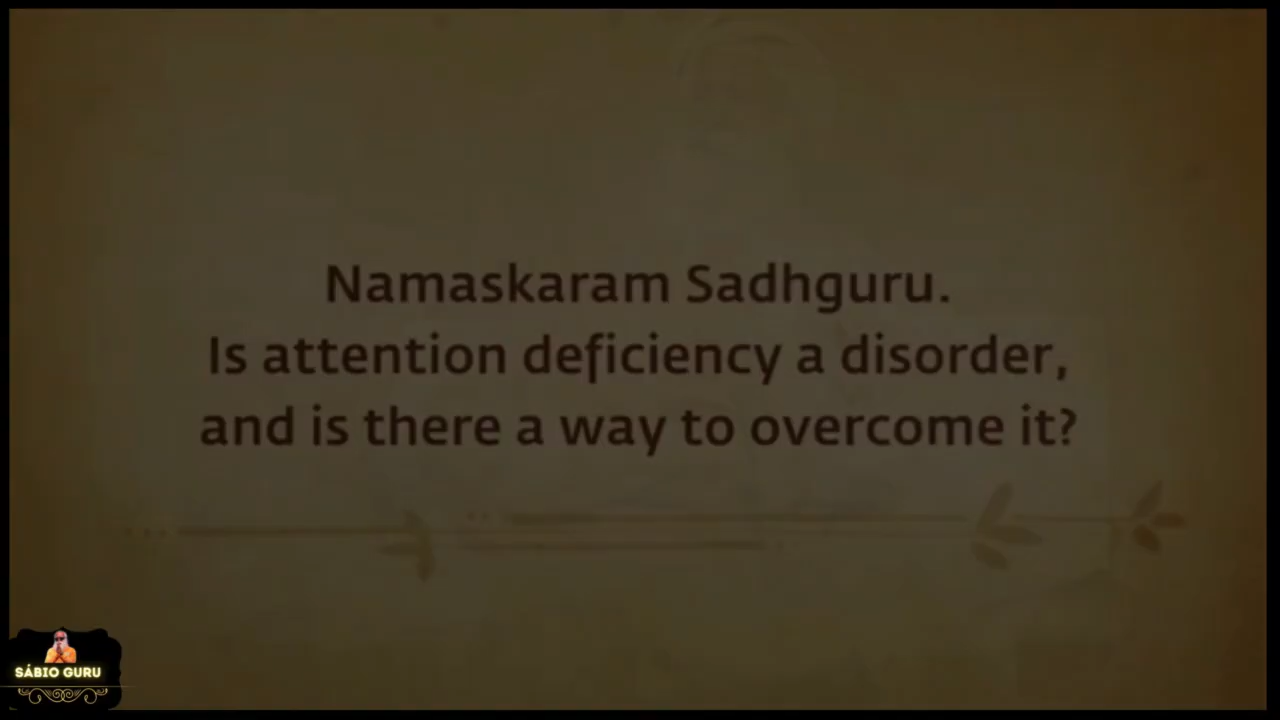 Namaskaram Sadhguru.
Is attention deficiency a disorder,
and is there a way to overcome it?
SÁBIO GURU